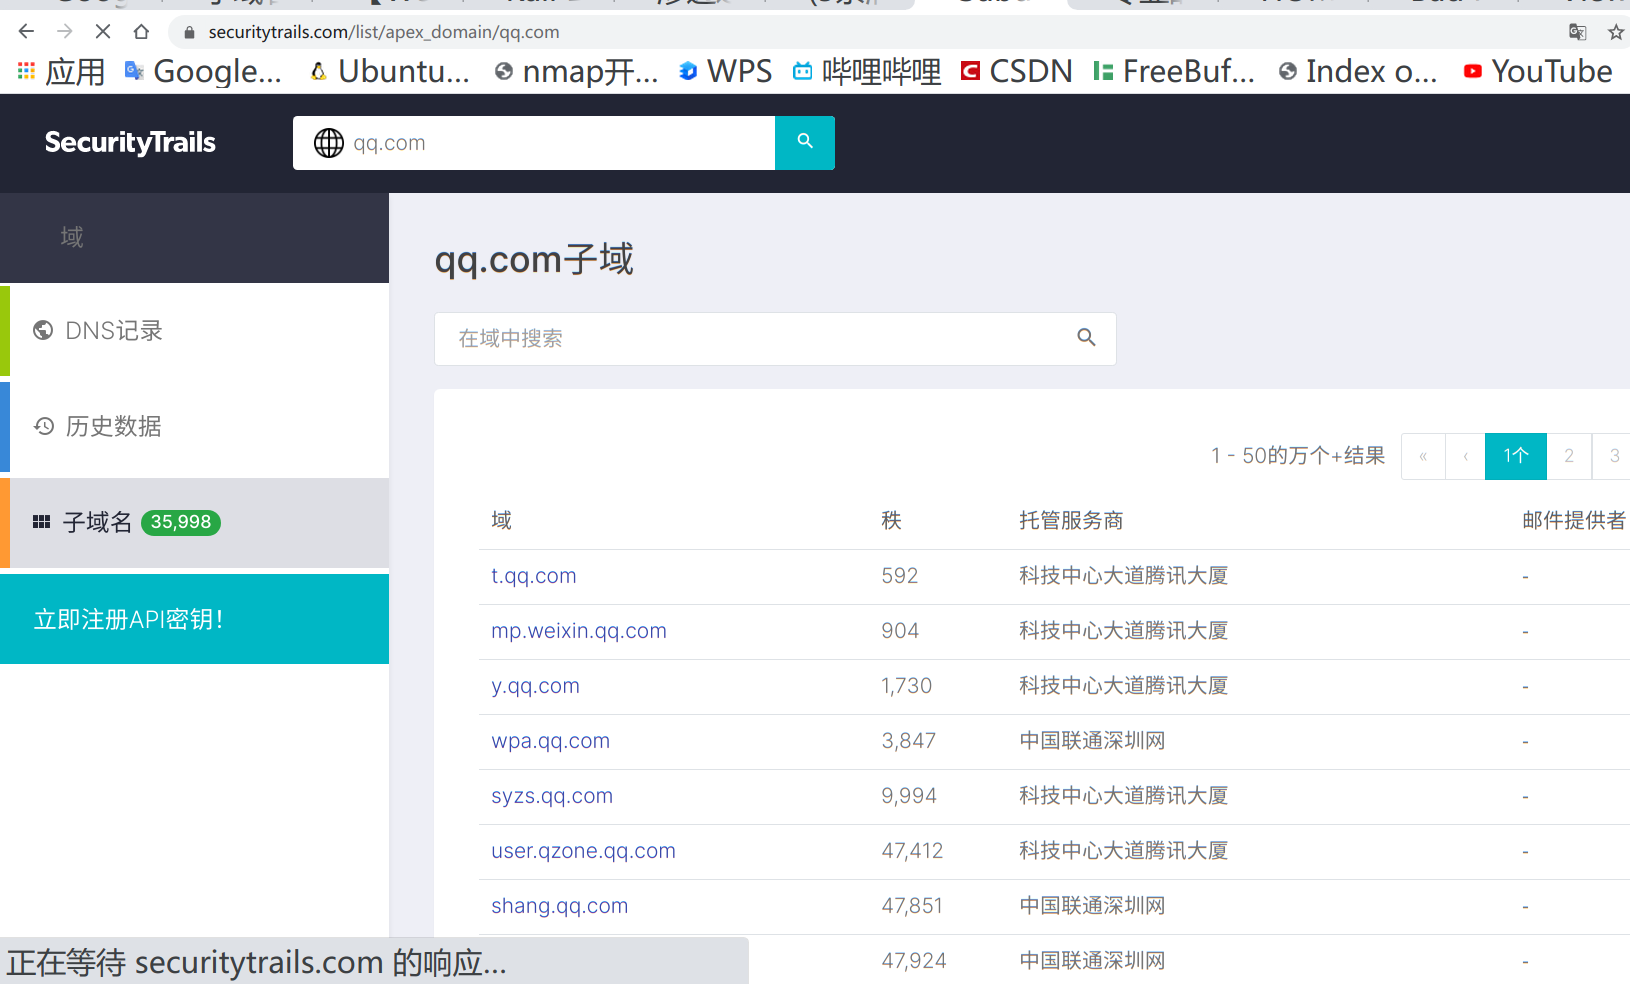 securitytrails.com/list/apex_domain/qq.com
应用 Google... Ubuntu... nmap开... WPS 哔哩哔哩 CSDN FreeBuf... Index o... YouTube
SecurityTrails
qq.com
域
DNS记录
历史数据
子域名 35,998
立即注册API密钥!
qq.com子域
在域中搜索
1 - 50的万个+结果 « ‹ 1个 2 3
域 秩 托管服务商 邮件提供者
t.qq.com 592 科技中心大道腾讯大厦 -
mp.weixin.qq.com 904 科技中心大道腾讯大厦 -
y.qq.com 1,730 科技中心大道腾讯大厦 -
wpa.qq.com 3,847 中国联通深圳网 -
syzs.qq.com 9,994 科技中心大道腾讯大厦 -
user.qzone.qq.com 47,412 科技中心大道腾讯大厦 -
shang.qq.com 47,851 中国联通深圳网 -
47,924 中国联通深圳网 -
正在等待 securitytrails.com 的响应...